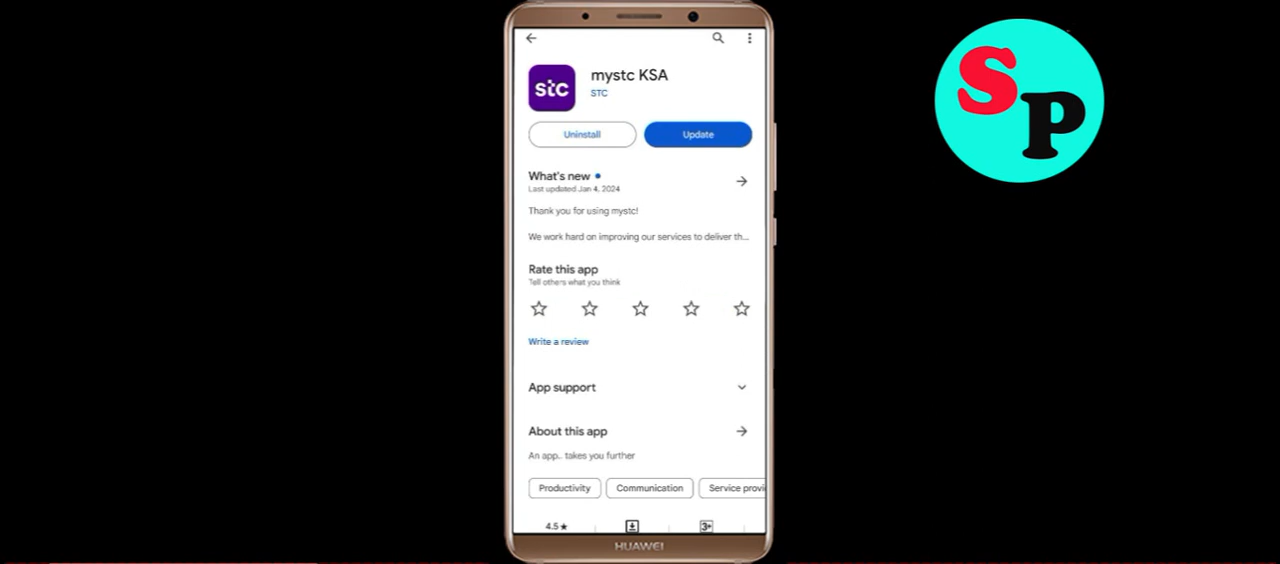 mystc KSA
stc
STC
Uninstall
Update
What's new
Last updated Jan 4, 2024
Thank you for using mystc!
We work hard on improving our services to deliver th...
Rate this app
Tell others what you think
Write a review
App support
About this app
An app.. takes you further
Productivity
Communication
Service provi
4.5★
3+
HUAWEI
SP